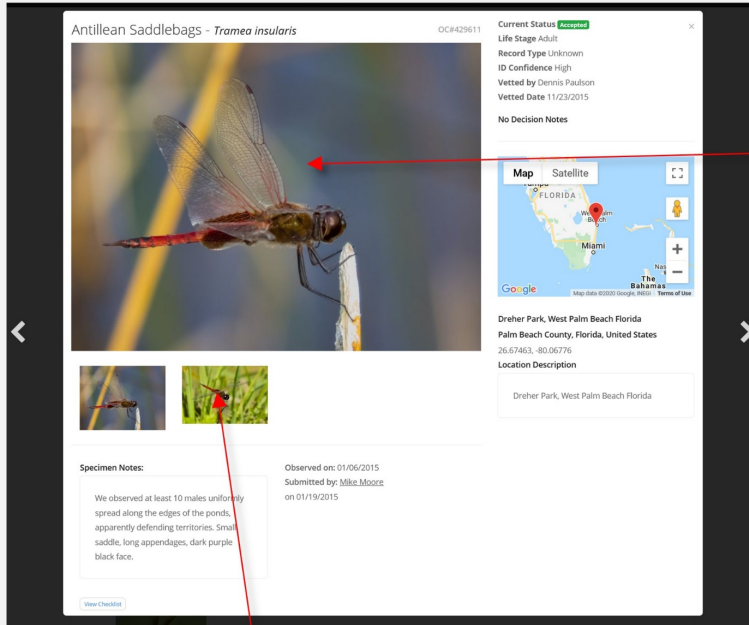 Antillean Saddlebags - Tramea insularis
OC#429611
Current Status Accepted
×
Life Stage Adult
Record Type Unknown
ID Confidence High
Vetted by Dennis Paulson
Vetted Date 11/23/2015
No Decision Notes
Map Satellite
FLORIDA
Miami
The
Bahamas
Google
Map data ©2020 Google, INEGI Terms of Use
Dreher Park, West Palm Beach Florida
Palm Beach County, Florida, United States
26.67463, -80.06776
Location Description
Dreher Park, West Palm Beach Florida
Specimen Notes:
We observed at least 10 males uniformly
spread along the edges of the ponds,
apparently defending territories. Small
saddle, long appendages, dark purple
black face.
Observed on: 01/06/2015
Submitted by: Mike Moore
on 01/19/2015
View Checklist